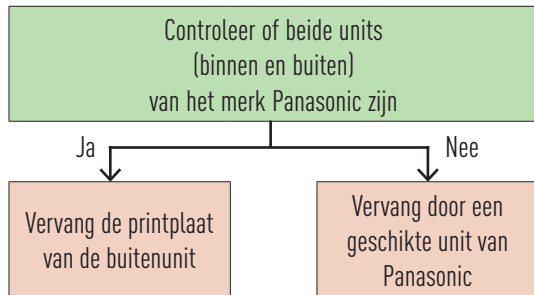 Controleer of beide units
(binnen en buiten)
van het merk Panasonic zijn
Ja
Nee
Vervang de printplaat
van de buitenunit
Vervang door een
geschikte unit van
Panasonic